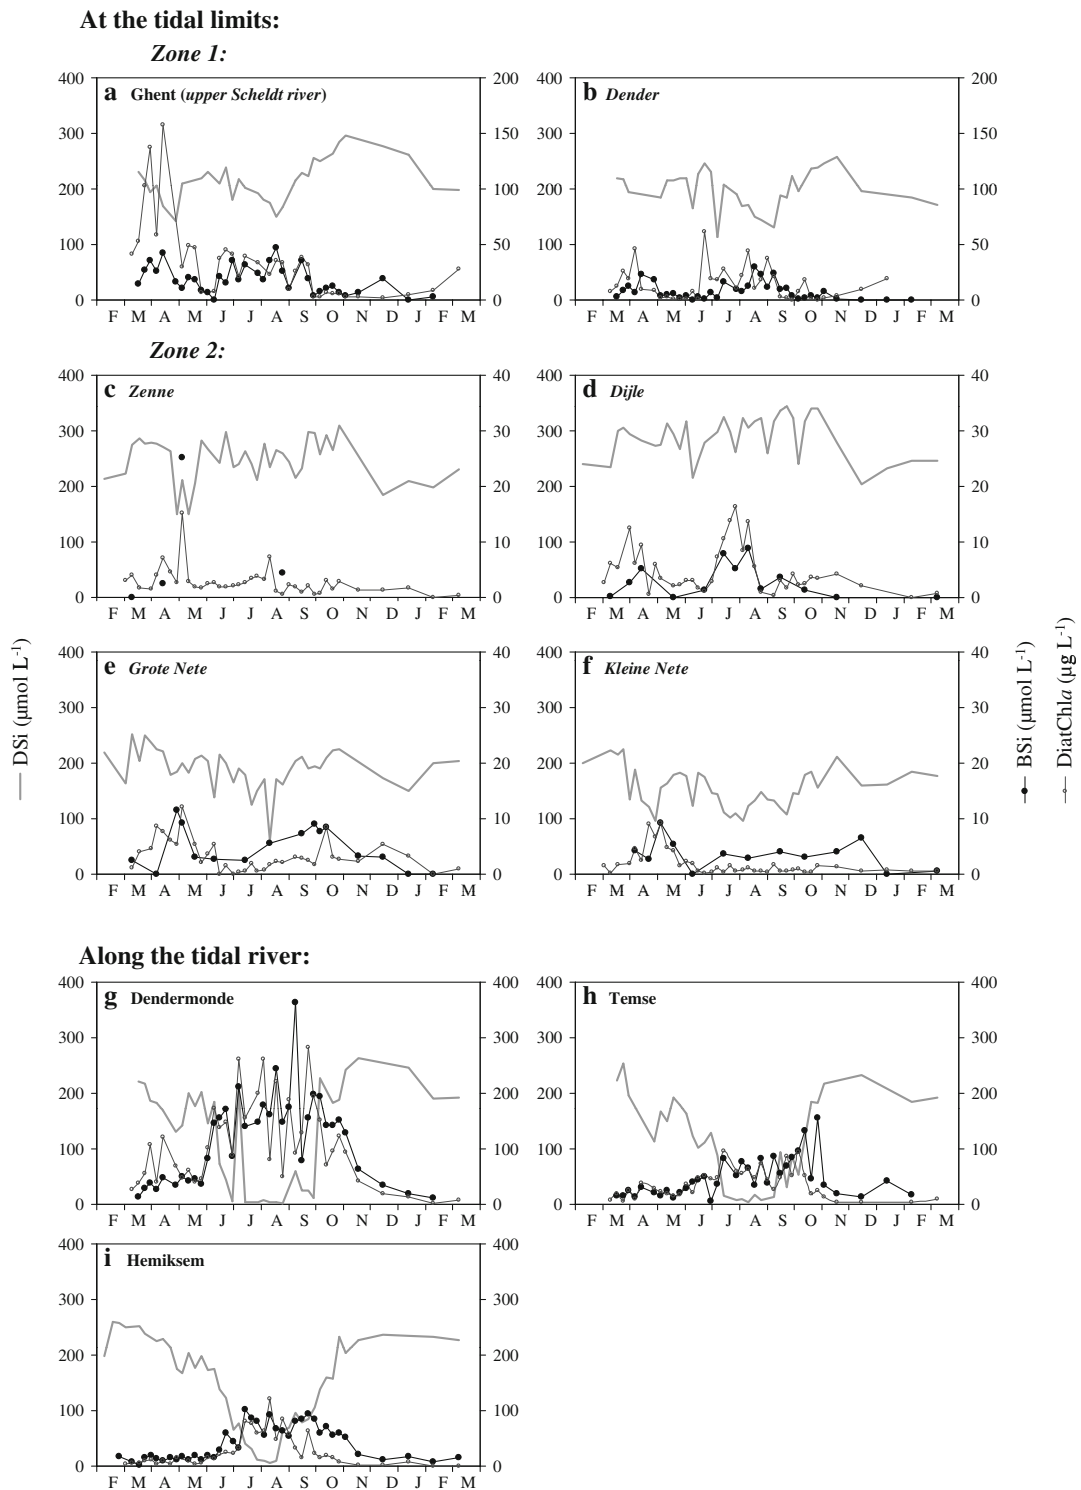 At the tidal limits:
Zone 1:
a Ghent (upper Scheldt river)
400 300 200 100 0
200 150 100 50 0
F M A M J J A S O N D J F M
b Dender
400 300 200 100 0
200 150 100 50 0
F M A M J J A S O N D J F M
Zone 2:
c Zenne
400 300 200 100 0
40 30 20 10 0
F M A M J J A S O N D J F M
d Dijle
400 300 200 100 0
40 30 20 10 0
F M A M J J A S O N D J F M
e Grote Nete
400 300 200 100 0
40 30 20 10 0
F M A M J J A S O N D J F M
f Kleine Nete
400 300 200 100 0
40 30 20 10 0
F M A M J J A S O N D J F M
DSi (µmol L-1)
BSi (µmol L-1)
DiatChla (µg L-1)
Along the tidal river:
g Dendermonde
400 300 200 100 0
400 300 200 100 0
F M A M J J A S O N D J F M
h Temse
400 300 200 100 0
400 300 200 100 0
F M A M J J A S O N D J F M
i Hemiksem
400 300 200 100 0
400 300 200 100 0
F M A M J J A S O N D J F M